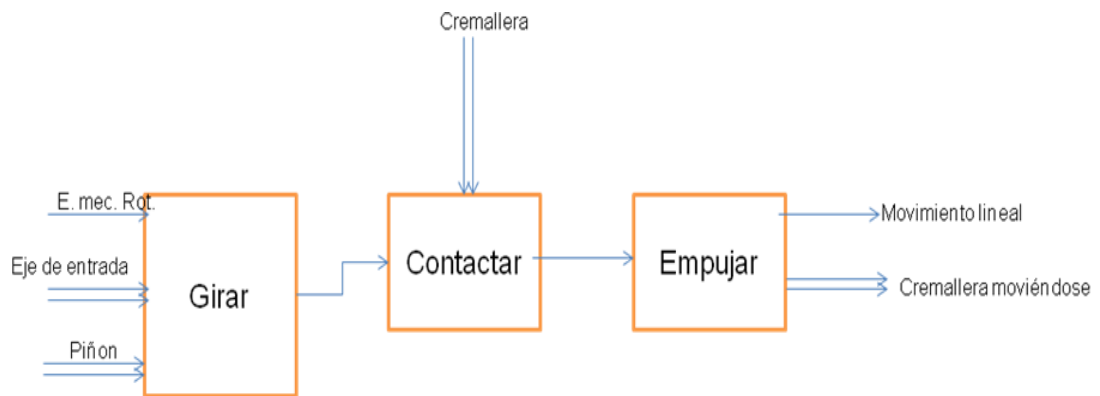 Cremallera
E. mec. Rot.
Eje de entrada
Piñon
Girar
Contactar
Empujar
Movimiento lineal
Cremallera moviéndose